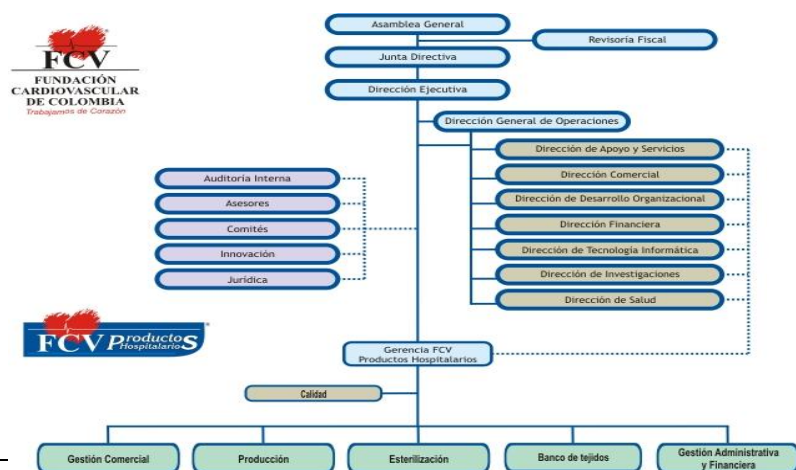 Asamblea General
Revisoría Fiscal
FCV
FUNDACIÓN
CARDIOVASCULAR
DE COLOMBIA
Trabajamos de Corazón
Junta Directiva
Dirección Ejecutiva
Dirección General de Operaciones
Dirección de Apoyo y Servicios
Dirección Comercial
Dirección de Desarrollo Organizacional
Dirección Financiera
Dirección de Tecnología Informática
Dirección de Investigaciones
Dirección de Salud
Auditoría Interna
Asesores
Comités
Innovación
Jurídica
FCV Productos
Hospitalarios
Gerencia FCV
Productos Hospitalarios
Calidad
Gestión Comercial
Producción
Esterilización
Banco de tejidos
Gestión Administrativa
y Financiera